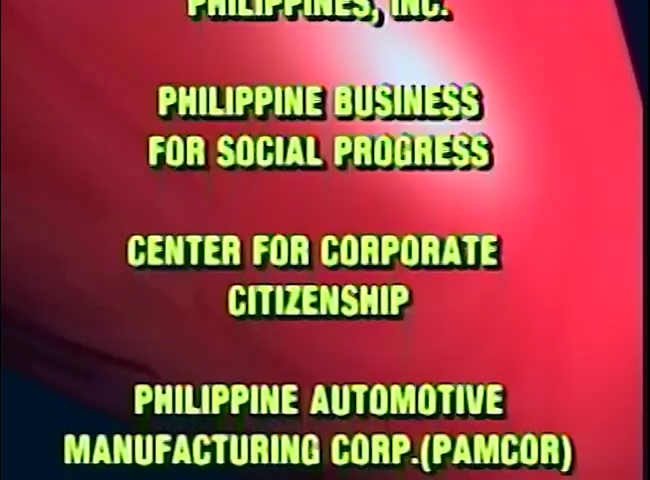 PHILIPPINES, INC.
PHILIPPINE BUSINESS
FOR SOCIAL PROGRESS
CENTER FOR CORPORATE
CITIZENSHIP
PHILIPPINE AUTOMOTIVE
MANUFACTURING CORP.(PAMCOR)